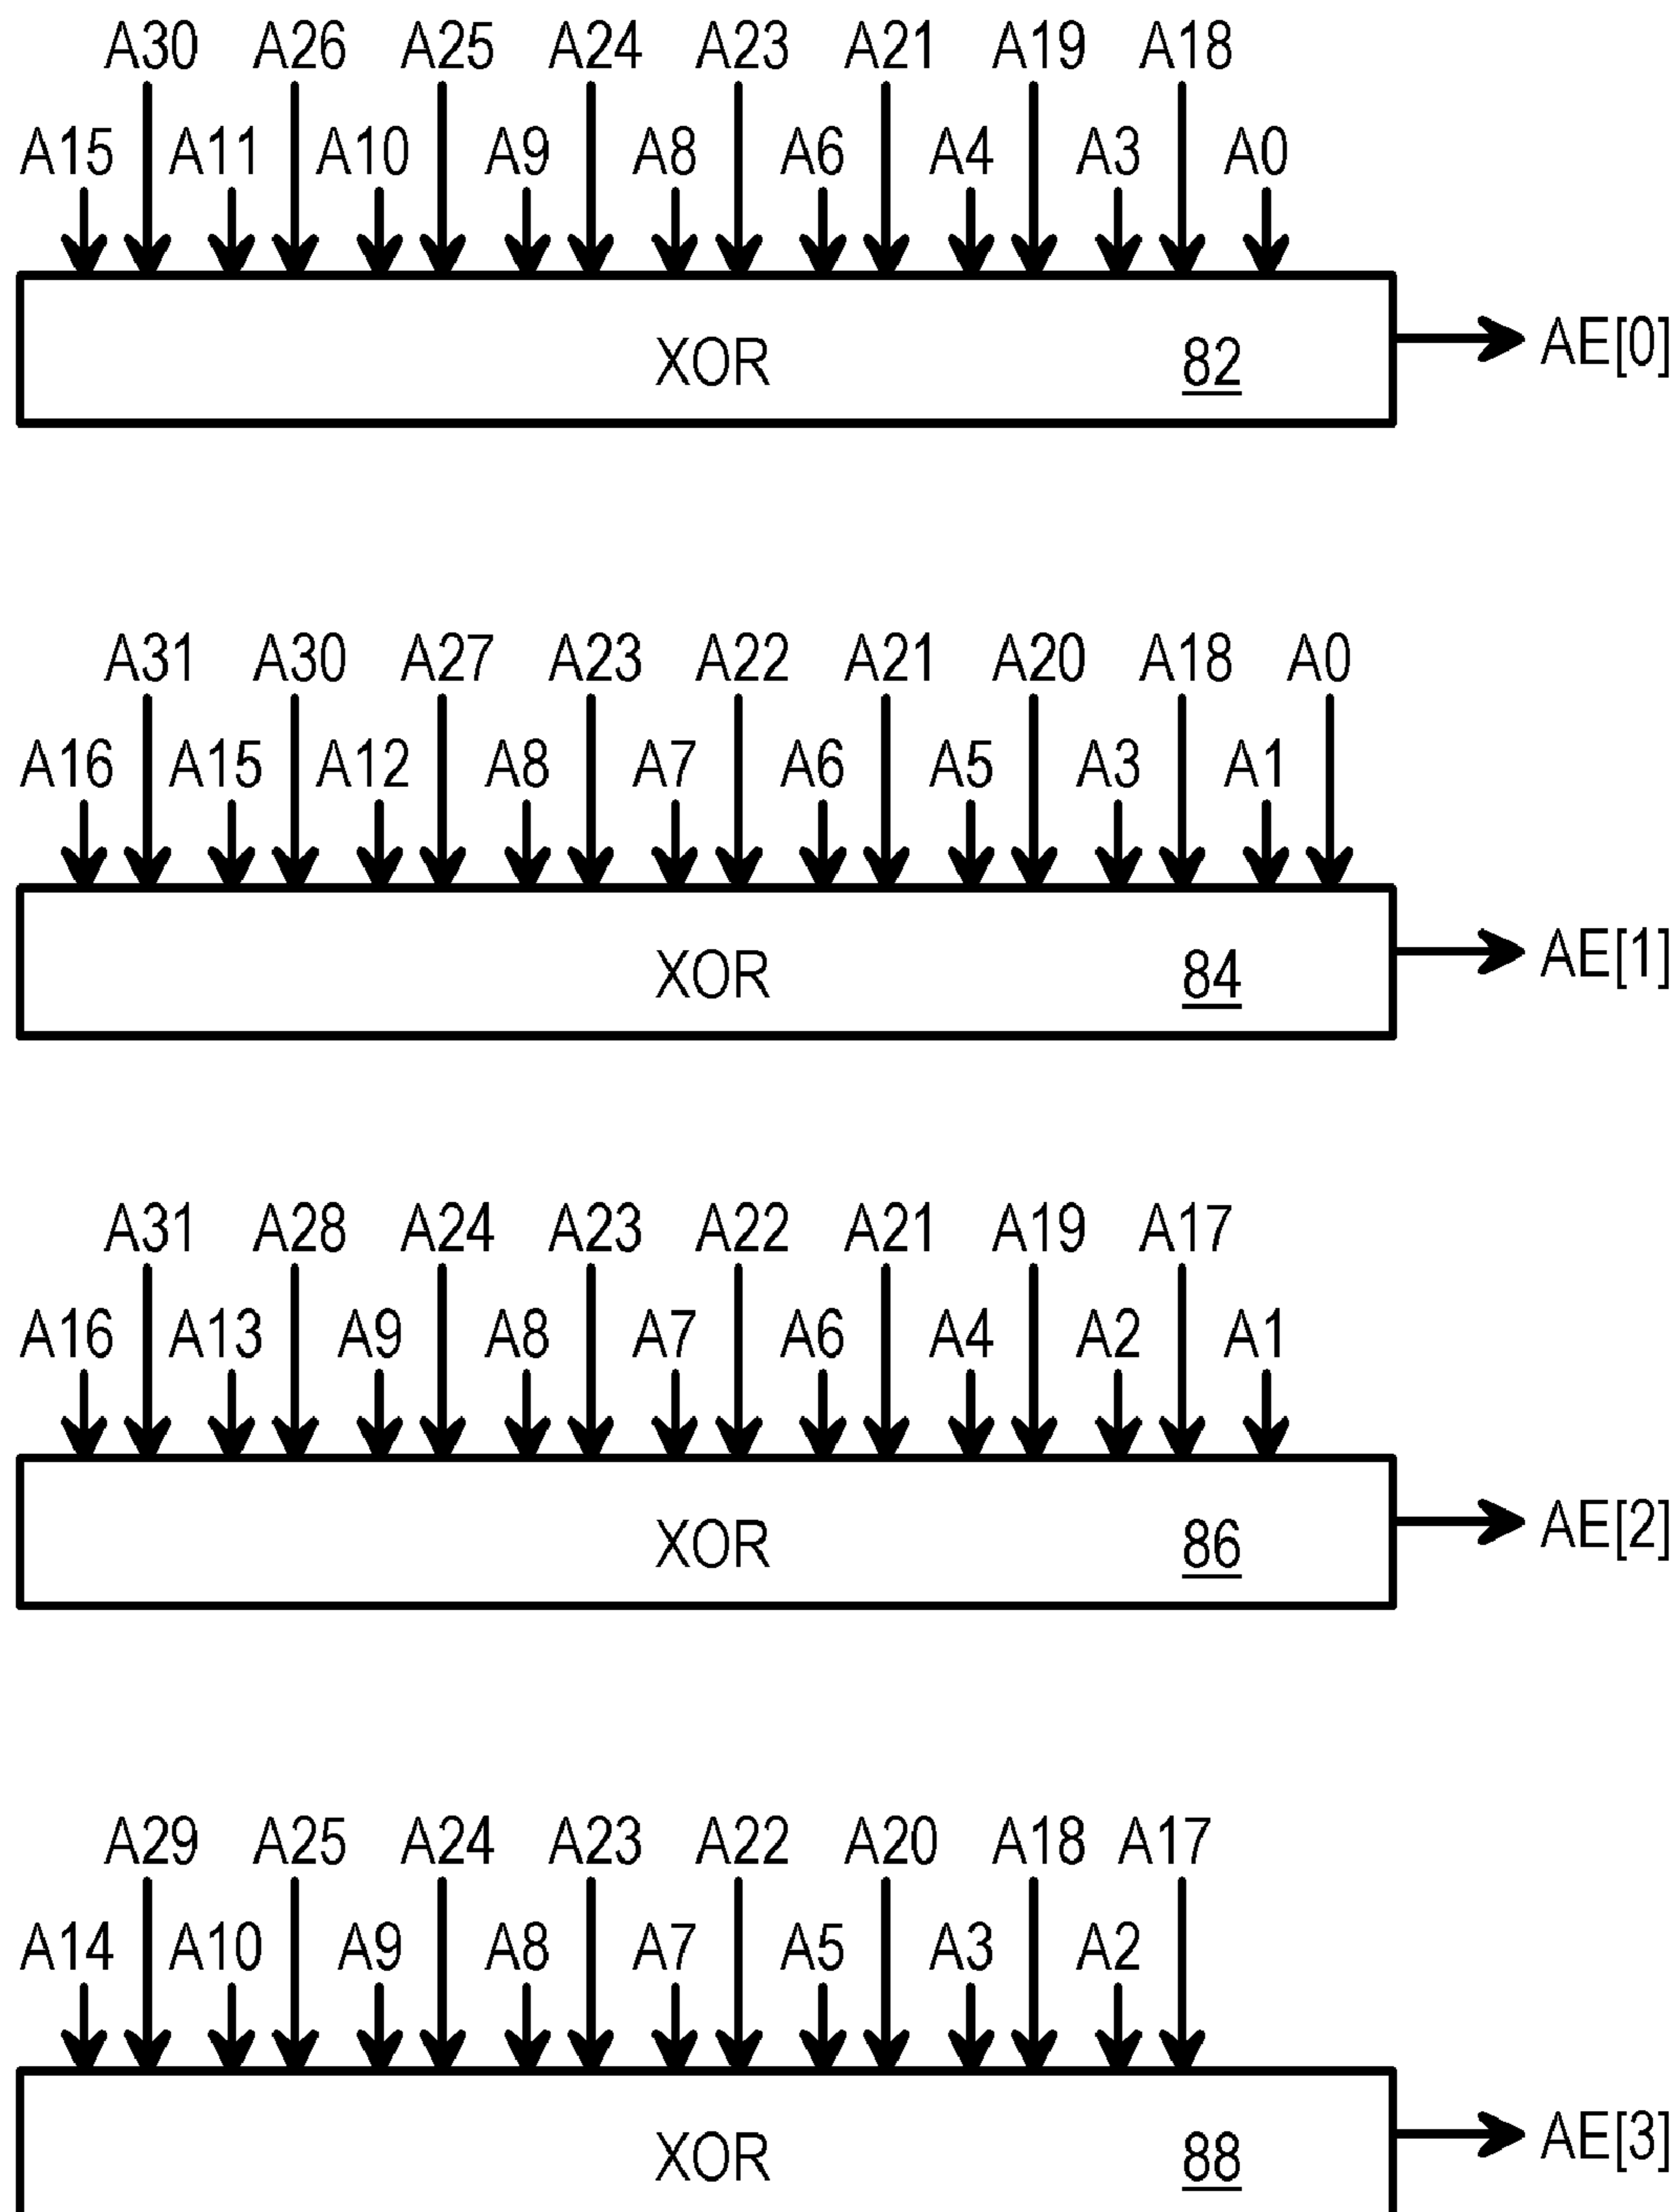 A30 A26 A25 A24 A23 A21 A19 A18
A15 A11 A10 A9 A8 A6 A4 A3 A0
XOR 82 AE[0]
A31 A30 A27 A23 A22 A21 A20 A18 A0
A16 A15 A12 A8 A7 A6 A5 A3 A1
XOR 84 AE[1]
A31 A28 A24 A23 A22 A21 A19 A17
A16 A13 A9 A8 A7 A6 A4 A2 A1
XOR 86 AE[2]
A29 A25 A24 A23 A22 A20 A18 A17
A14 A10 A9 A8 A7 A5 A3 A2
XOR 88 AE[3]